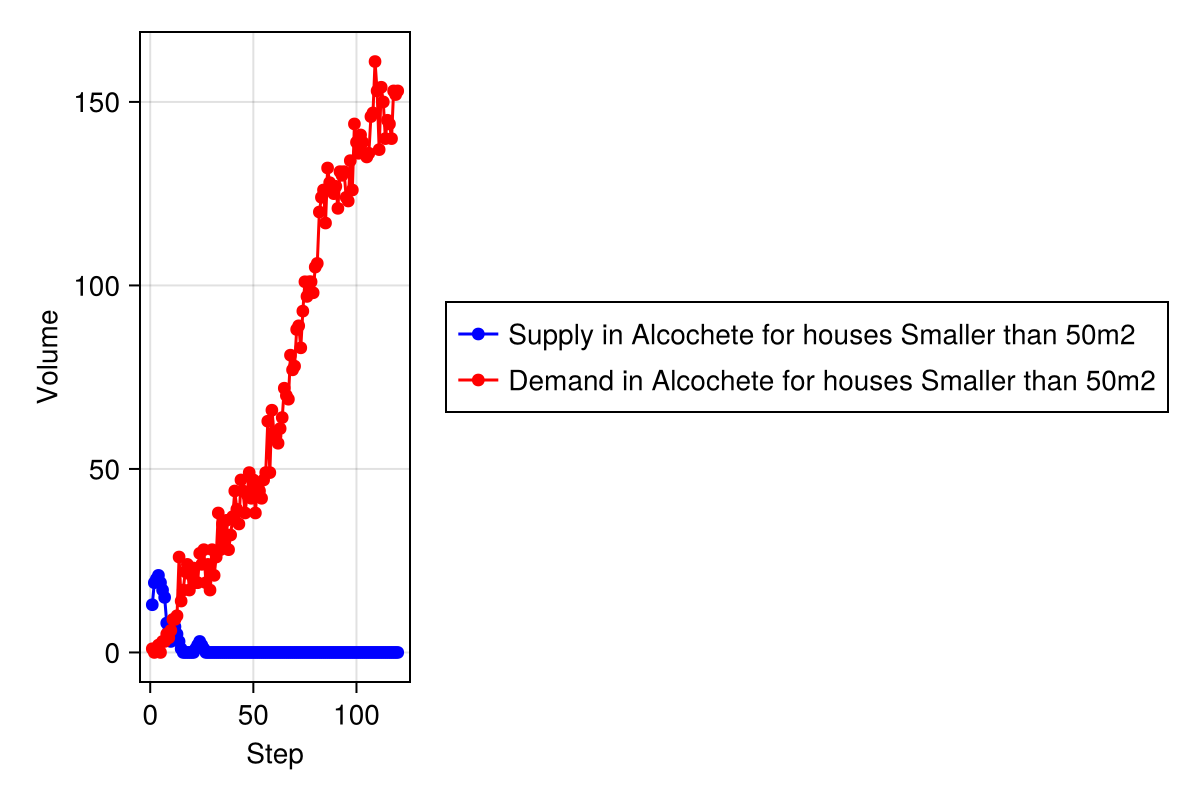 150
100
50
0
Volume
0 50 100
Step
Supply in Alcochete for houses Smaller than 50m2
Demand in Alcochete for houses Smaller than 50m2